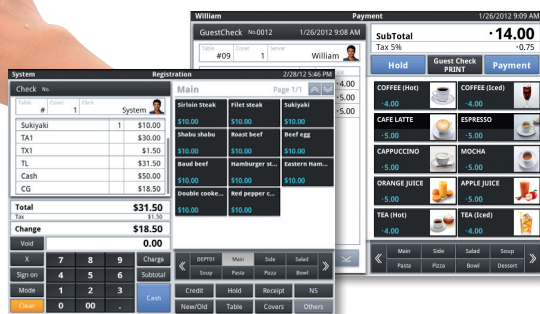 William Payment 1/26/2012 9:09 AM
GuestCheck No.0012 1/26/2012 9:08 AM
Table #09 Cover 1 Server William
·4.00
·5.00
·5.00
SubTotal ·14.00
Tax 5% ·0.75
Hold Guest Check PRINT Payment
COFFEE (Hot) ·4.00
COFFEE (Iced) ·4.00
CAFE LATTE ·5.00
ESPRESSO ·5.00
CAPPUCCINO ·5.00
MOCHA ·5.00
ORANGE JUICE ·5.00
APPLE JUICE ·5.00
TEA (Hot) ·4.00
TEA (Iced) ·4.00
Main Side Salad Soup
Pasta Pizza Bowl Dessert
System Registration 2/28/12 5:46 PM
Check No.
Table # Cover 1 Clerk System
Sukiyaki 1 $10.00
TA1 $30.00
TX1 $1.50
TL $31.50
Cash $50.00
CG $18.50
Total $31.50
Tax $1.50
Change $18.50
Void 0.00
X 7 8 9 Charge
Sign on 4 5 6 Subtotal
Mode 1 2 3 Cash
Clear 0 00 .
Main Page 1/1
Sirloin Steak $10.00
Filet steak $10.00
Sukiyaki $10.00
Shabu shabu $10.00
Roast beef $10.00
Beef egg $10.00
Baud beef $10.00
Hamburger st... $10.00
Eastern Ham... $10.00
Double cooke... $10.00
Red pepper c... $10.00
DEPT01 Main Side Salad
Soup Pasta Pizza Bowl
Credit Hold Receipt NS
New/Old Table Covers Others